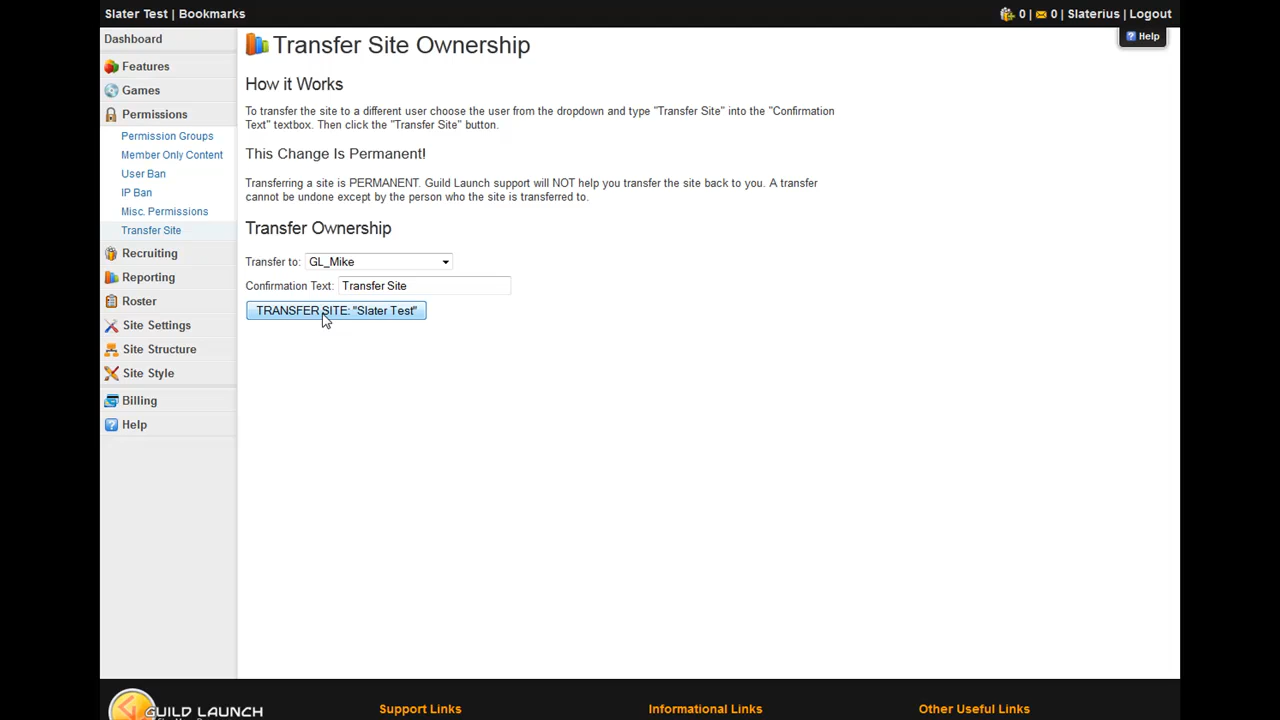 Slater Test | Bookmarks
0 | 0 | Slaterius | Logout
Help
Dashboard
Features
Games
Permissions
Permission Groups
Member Only Content
User Ban
IP Ban
Misc. Permissions
Transfer Site
Recruiting
Reporting
Roster
Site Settings
Site Structure
Site Style
Billing
Help
Transfer Site Ownership
How it Works
To transfer the site to a different user choose the user from the dropdown and type "Transfer Site" into the "Confirmation
Text" textbox. Then click the "Transfer Site" button.
This Change Is Permanent!
Transferring a site is PERMANENT. Guild Launch support will NOT help you transfer the site back to you. A transfer
cannot be undone except by the person who the site is transferred to.
Transfer Ownership
Transfer to: GL_Mike
Confirmation Text: Transfer Site
TRANSFER SITE: "Slater Test"
GUILD LAUNCH
Support Links
Informational Links
Other Useful Links